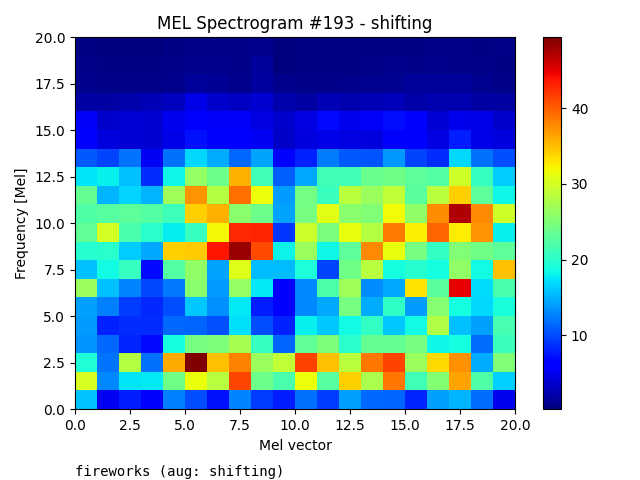 MEL Spectrogram #193 - shifting
20.0
17.5
15.0
12.5
10.0
7.5
5.0
2.5
0.0
Frequency [Mel]
0.0 2.5 5.0 7.5 10.0 12.5 15.0 17.5 20.0
Mel vector
40
30
20
10
fireworks (aug: shifting)